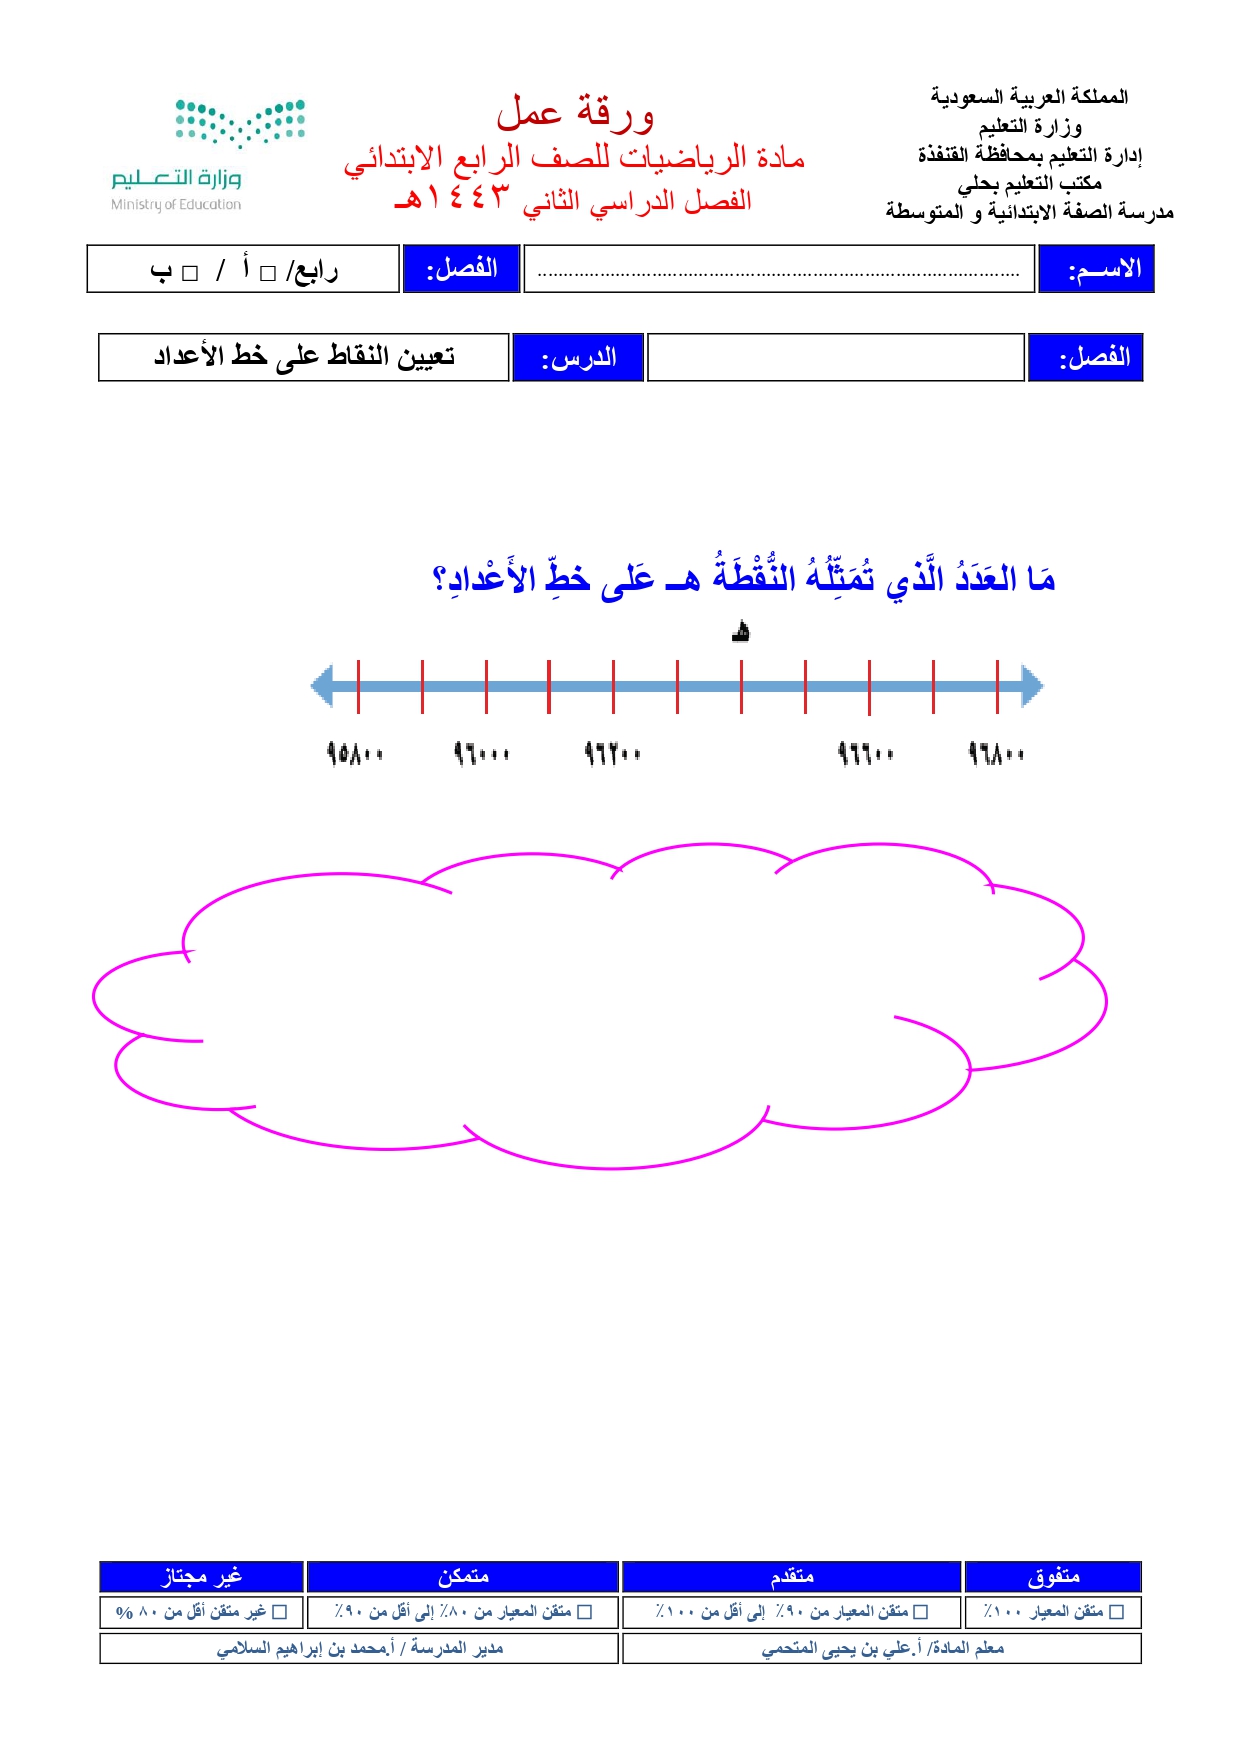 المملكة العربية السعودية
وزارة التعليم
إدارة التعليم بمحافظة القنفذة
مكتب التعليم بحلي
مدرسة الصفة الابتدائية و المتوسطة
ورقة عمل
مادة الرياضيات للصف الرابع الابتدائي
الفصل الدراسي الثاني ١٤٤٣هـ
وزارة التعـليم
Ministry of Education
الاســم: ........................................................................................ الفصل: رابع/ □ أ / □ ب
الفصل: الدرس: تعيين النقاط على خط الأعداد
مَا العَدَدُ الَّذي تُمَثِّلُهُ النُّقْطَةُ هــ عَلى خطِّ الأَعْدادِ؟
هـ
٩٥٨٠٠ ٩٦٠٠٠ ٩٦٢٠٠ ٩٦٦٠٠ ٩٦٨٠٠
متفوق متقدم متمكن غير مجتاز
□ متقن المعيار ١٠٠٪ □ متقن المعيار من ٩٠٪ إلى أقل من ١٠٠٪ □ متقن المعيار من ٨٠٪ إلى أقل من ٩٠٪ □ غير متقن أقل من ٨٠ %
معلم المادة/ أ.علي بن يحيى المتحمي مدير المدرسة / أ.محمد بن إبراهيم السلامي